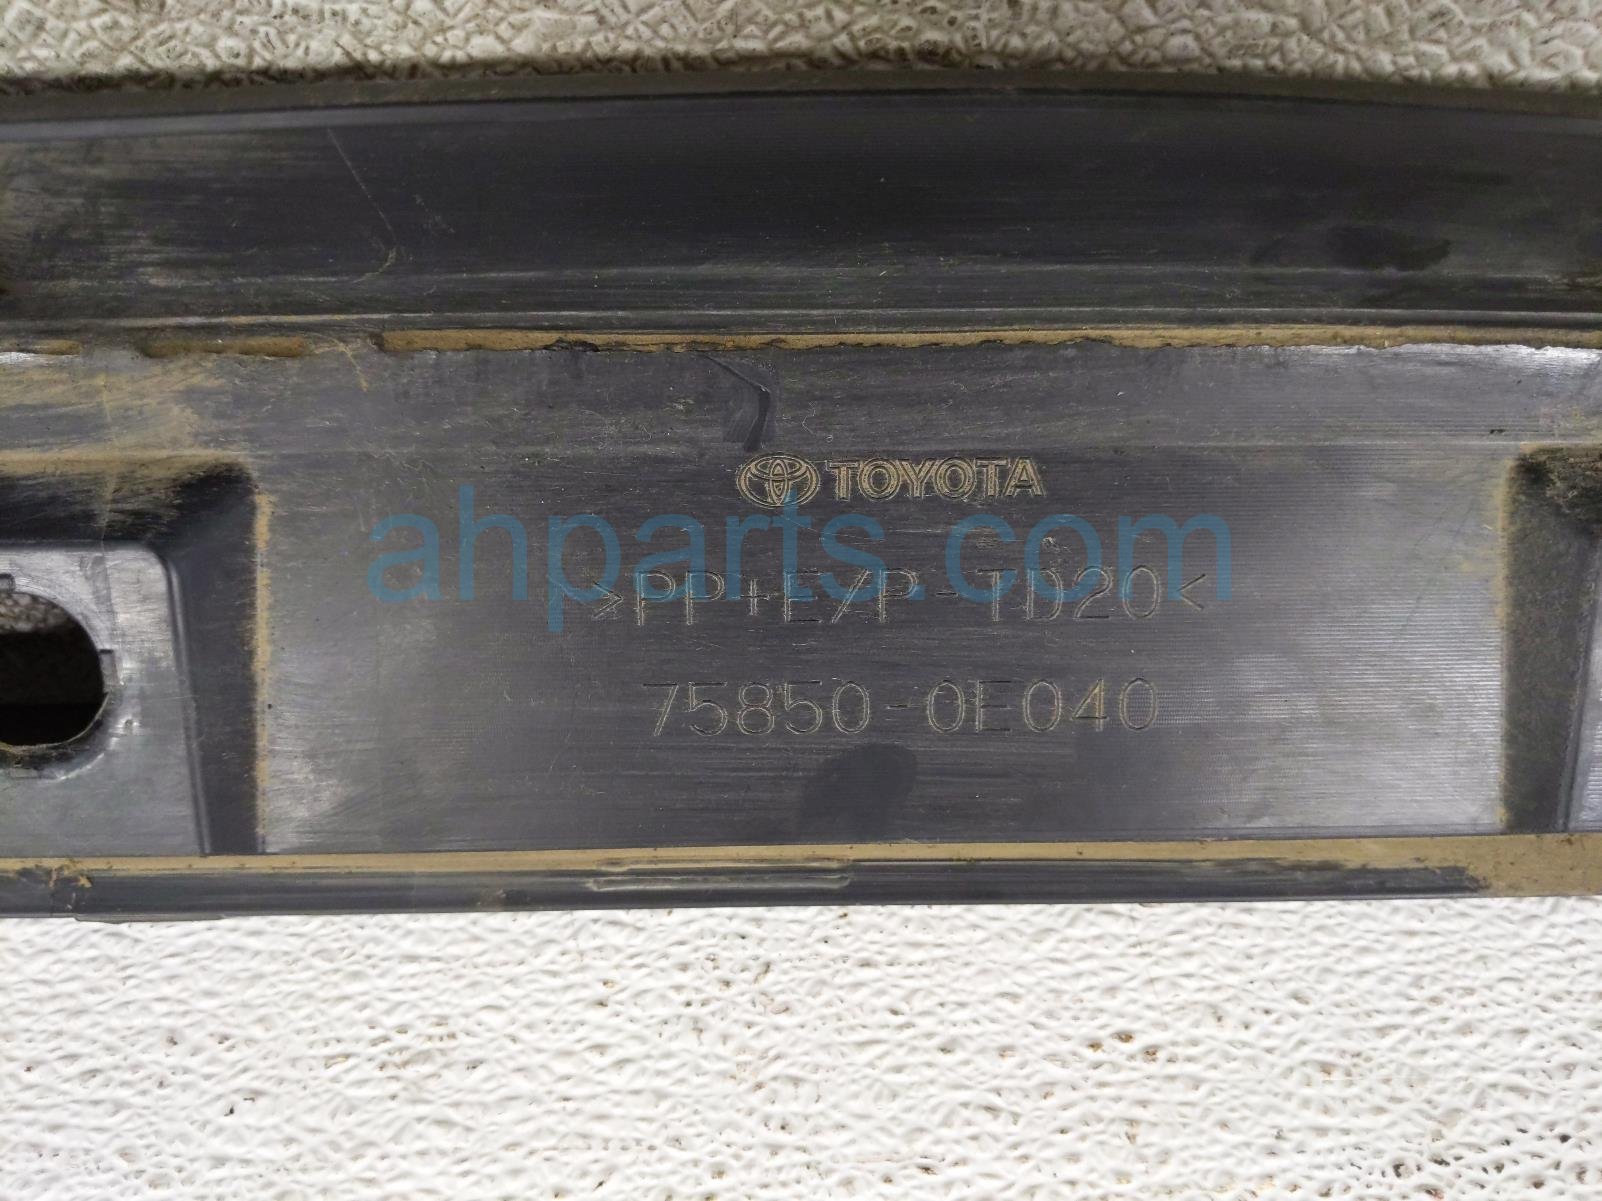 TOYOTA
ahparts.com
>PP+E/P-TD20<
75850-0E040